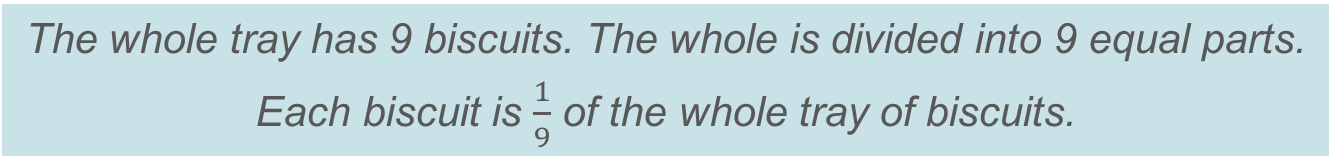 The whole tray has 9 biscuits. The whole is divided into 9 equal parts.
Each biscuit is 1/9 of the whole tray of biscuits.